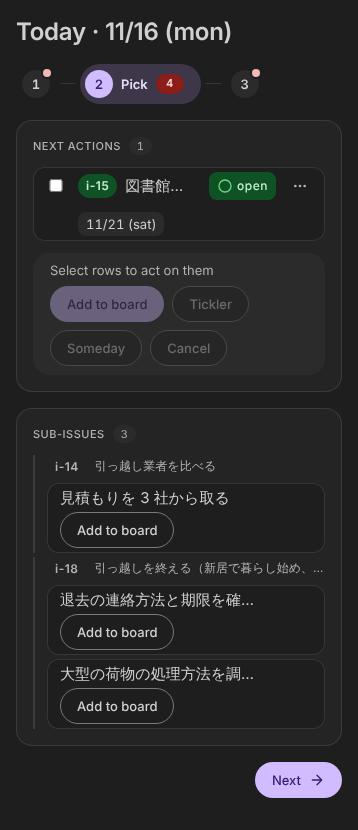 Today · 11/16 (mon)
1
2 Pick 4
3
NEXT ACTIONS 1
i-15 図書館... open ...
11/21 (sat)
Select rows to act on them
Add to board Tickler
Someday Cancel
SUB-ISSUES 3
i-14 引っ越し業者を比べる
見積もりを 3 社から取る
Add to board
i-18 引っ越しを終える（新居で暮らし始め、...
退去の連絡方法と期限を確...
Add to board
大型の荷物の処理方法を調...
Add to board
Next →